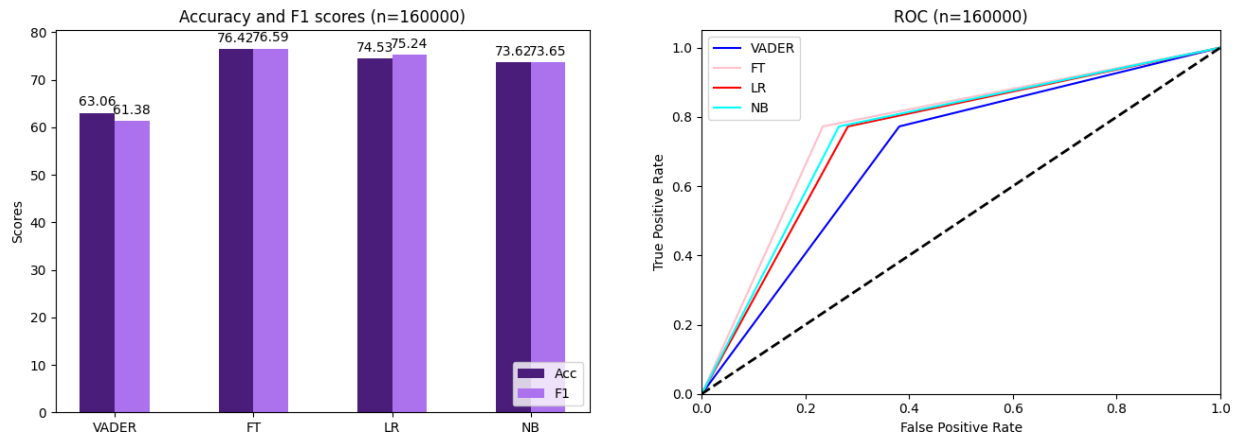 Accuracy and F1 scores (n=160000)
Scores
80
70
60
50
40
30
20
10
0
63.06
61.38
76.42
76.59
74.53
75.24
73.62
73.65
VADER
FT
LR
NB
Acc
F1
ROC (n=160000)
True Positive Rate
1.0
0.8
0.6
0.4
0.2
0.0
VADER
FT
LR
NB
0.0
0.2
0.4
0.6
0.8
1.0
False Positive Rate